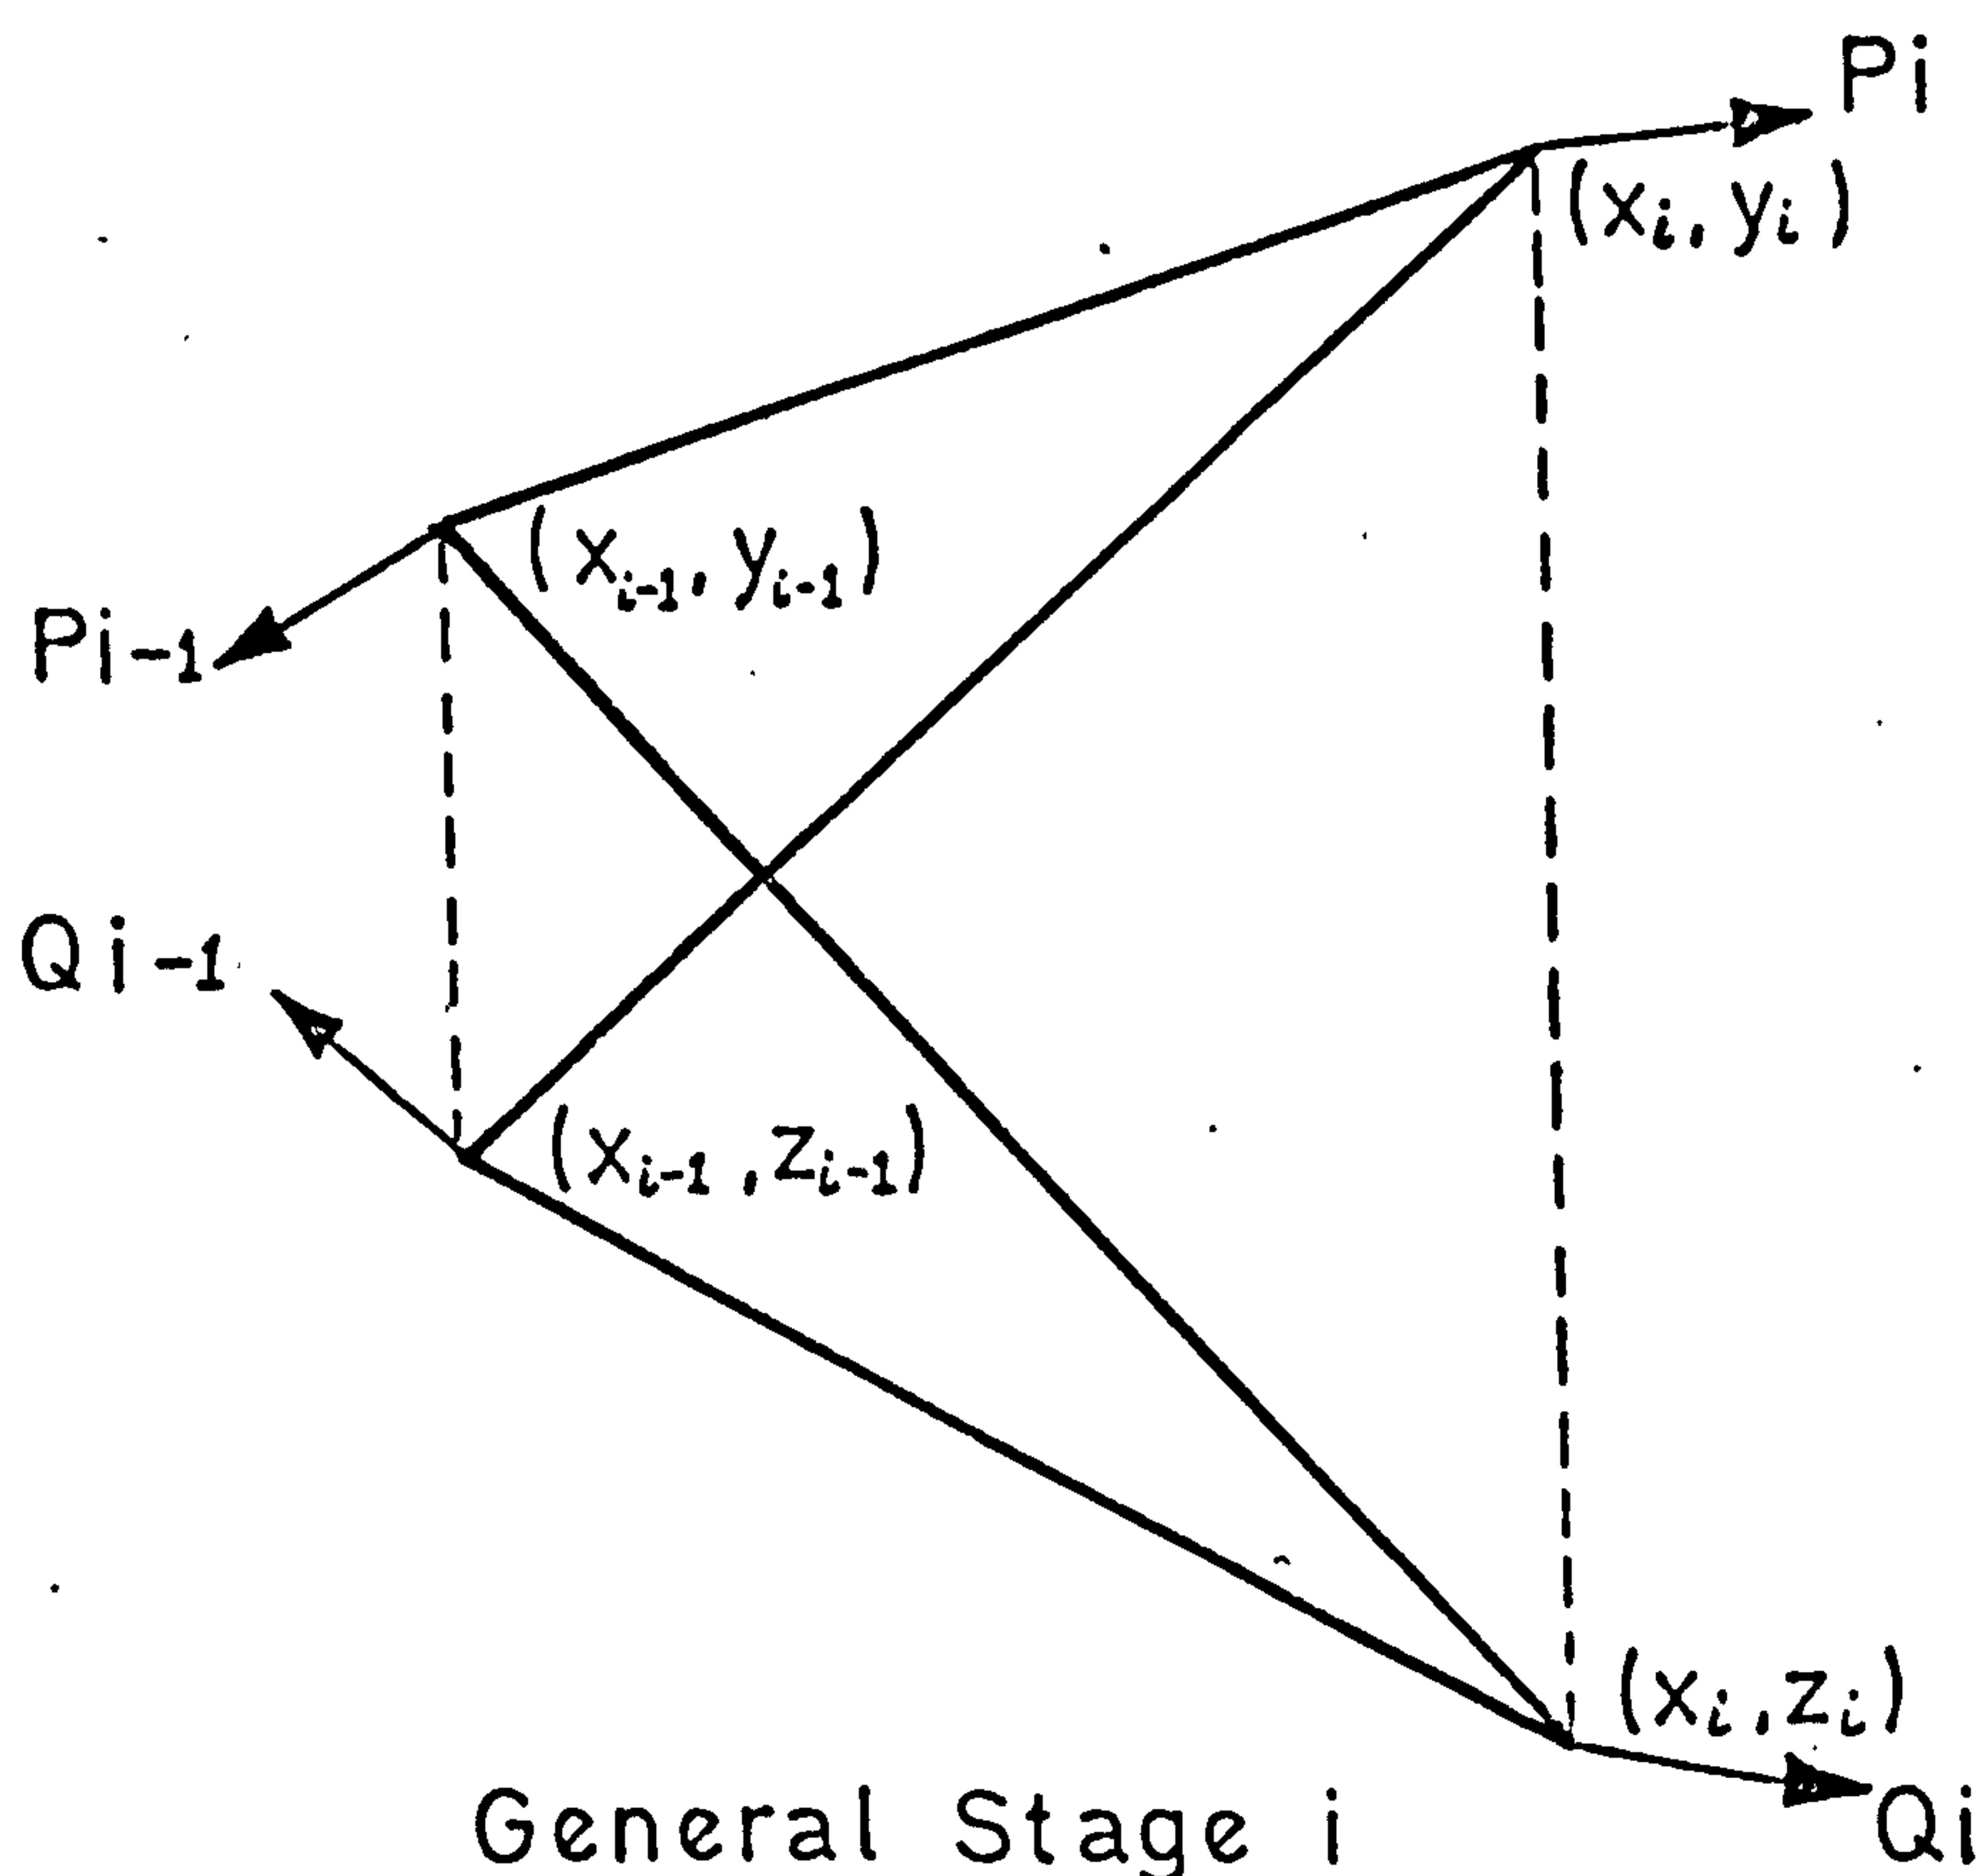 Pi
(xi, yi)
(xi-1, yi-1)
Pi-1
Qi-1
(xi-1, zi-1)
(xi, zi)
General Stage i
Qi